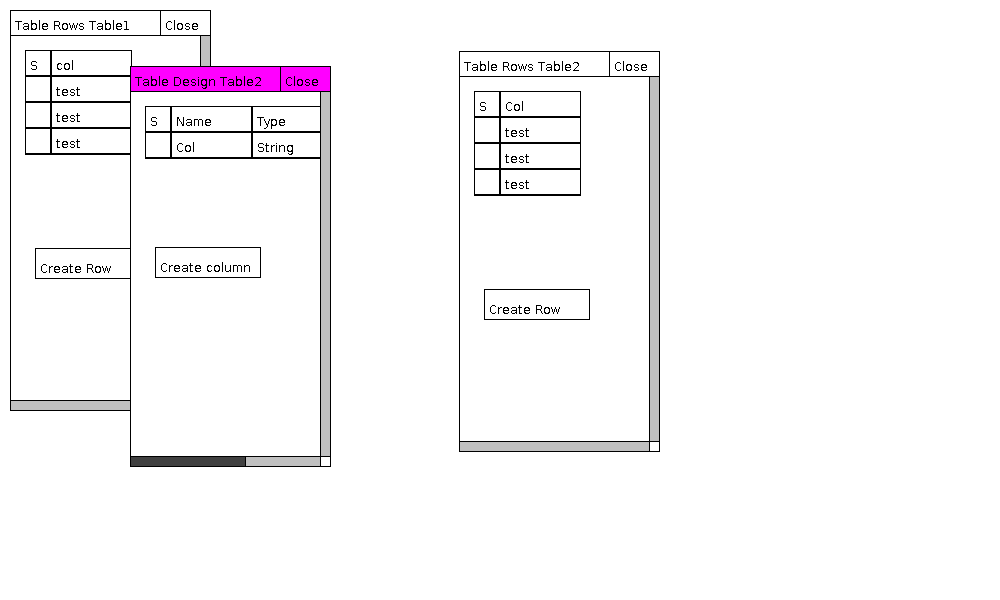 Table Rows Table1 Close
S col
test
test
test
Create Row
Table Design Table2 Close
S Name Type
Col String
Create column
Table Rows Table2 Close
S Col
test
test
test
Create Row